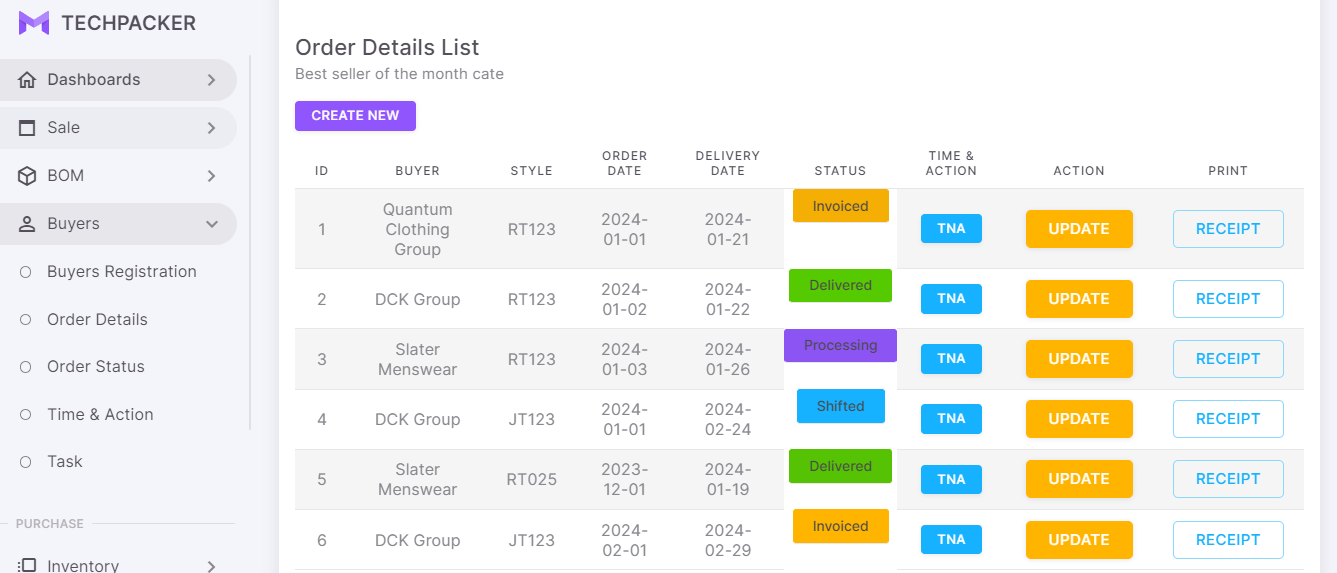 TECHPACKER
Dashboards
Sale
BOM
Buyers
Buyers Registration
Order Details
Order Status
Time & Action
Task
PURCHASE
Inventory
Order Details List
Best seller of the month cate
CREATE NEW
ID BUYER STYLE ORDER DATE DELIVERY DATE STATUS TIME & ACTION ACTION PRINT
1 Quantum Clothing Group RT123 2024-01-01 2024-01-21 Invoiced TNA UPDATE RECEIPT
2 DCK Group RT123 2024-01-02 2024-01-22 Delivered TNA UPDATE RECEIPT
3 Slater Menswear RT123 2024-01-03 2024-01-26 Processing TNA UPDATE RECEIPT
4 DCK Group JT123 2024-01-01 2024-02-24 Shifted TNA UPDATE RECEIPT
5 Slater Menswear RT025 2023-12-01 2024-01-19 Delivered TNA UPDATE RECEIPT
6 DCK Group JT123 2024-02-01 2024-02-29 Invoiced TNA UPDATE RECEIPT